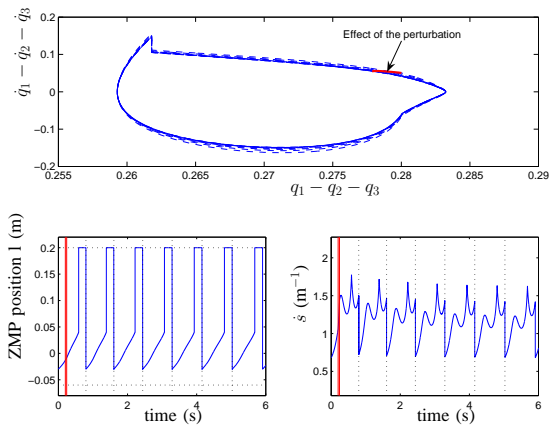 0.2
0.1
0
−0.1
−0.2
q̇₁ − q̇₂ − q̇₃
Effect of the perturbation
0.255 0.26 0.265 0.27 0.275 0.28 0.285 0.29
q₁ − q₂ − q₃
0.2
0.15
0.1
0.05
0
−0.05
ZMP position l (m)
0 2 4 6
time (s)
2
1.5
1
0.5
ṡ (m⁻¹)
0 2 4 6
time (s)